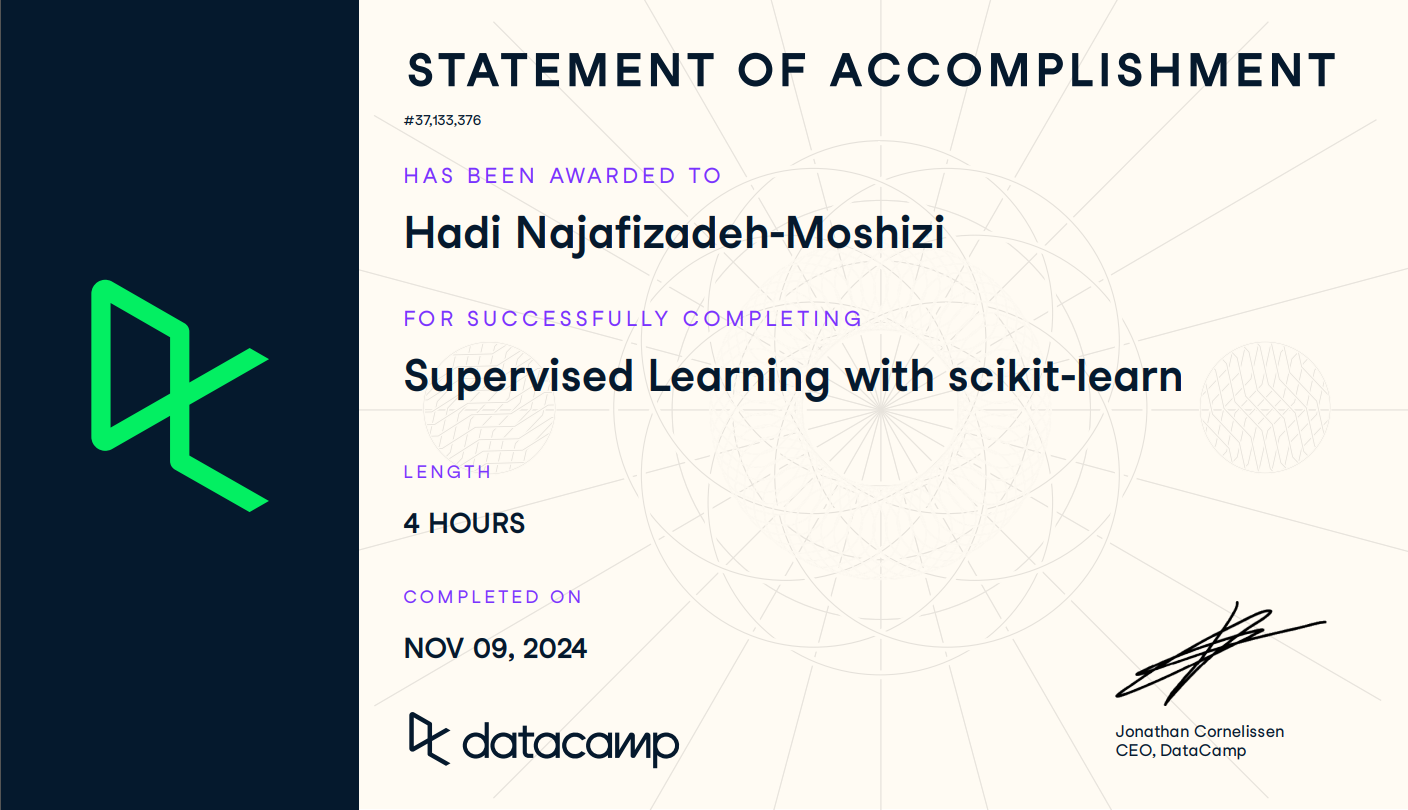 STATEMENT OF ACCOMPLISHMENT
#37,133,376
HAS BEEN AWARDED TO
Hadi Najafizadeh-Moshizi
FOR SUCCESSFULLY COMPLETING
Supervised Learning with scikit-learn
LENGTH
4 HOURS
COMPLETED ON
NOV 09, 2024
datacamp
Jonathan Cornelissen
CEO, DataCamp